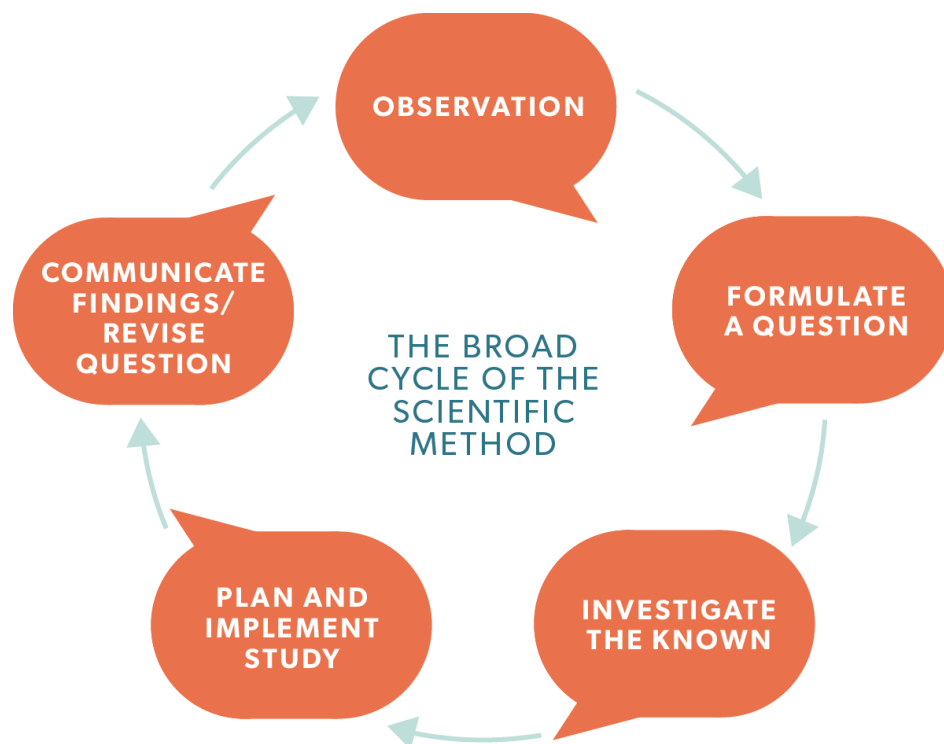 OBSERVATION
FORMULATE
A QUESTION
INVESTIGATE
THE KNOWN
PLAN AND
IMPLEMENT
STUDY
COMMUNICATE
FINDINGS/
REVISE
QUESTION
THE BROAD
CYCLE OF THE
SCIENTIFIC
METHOD